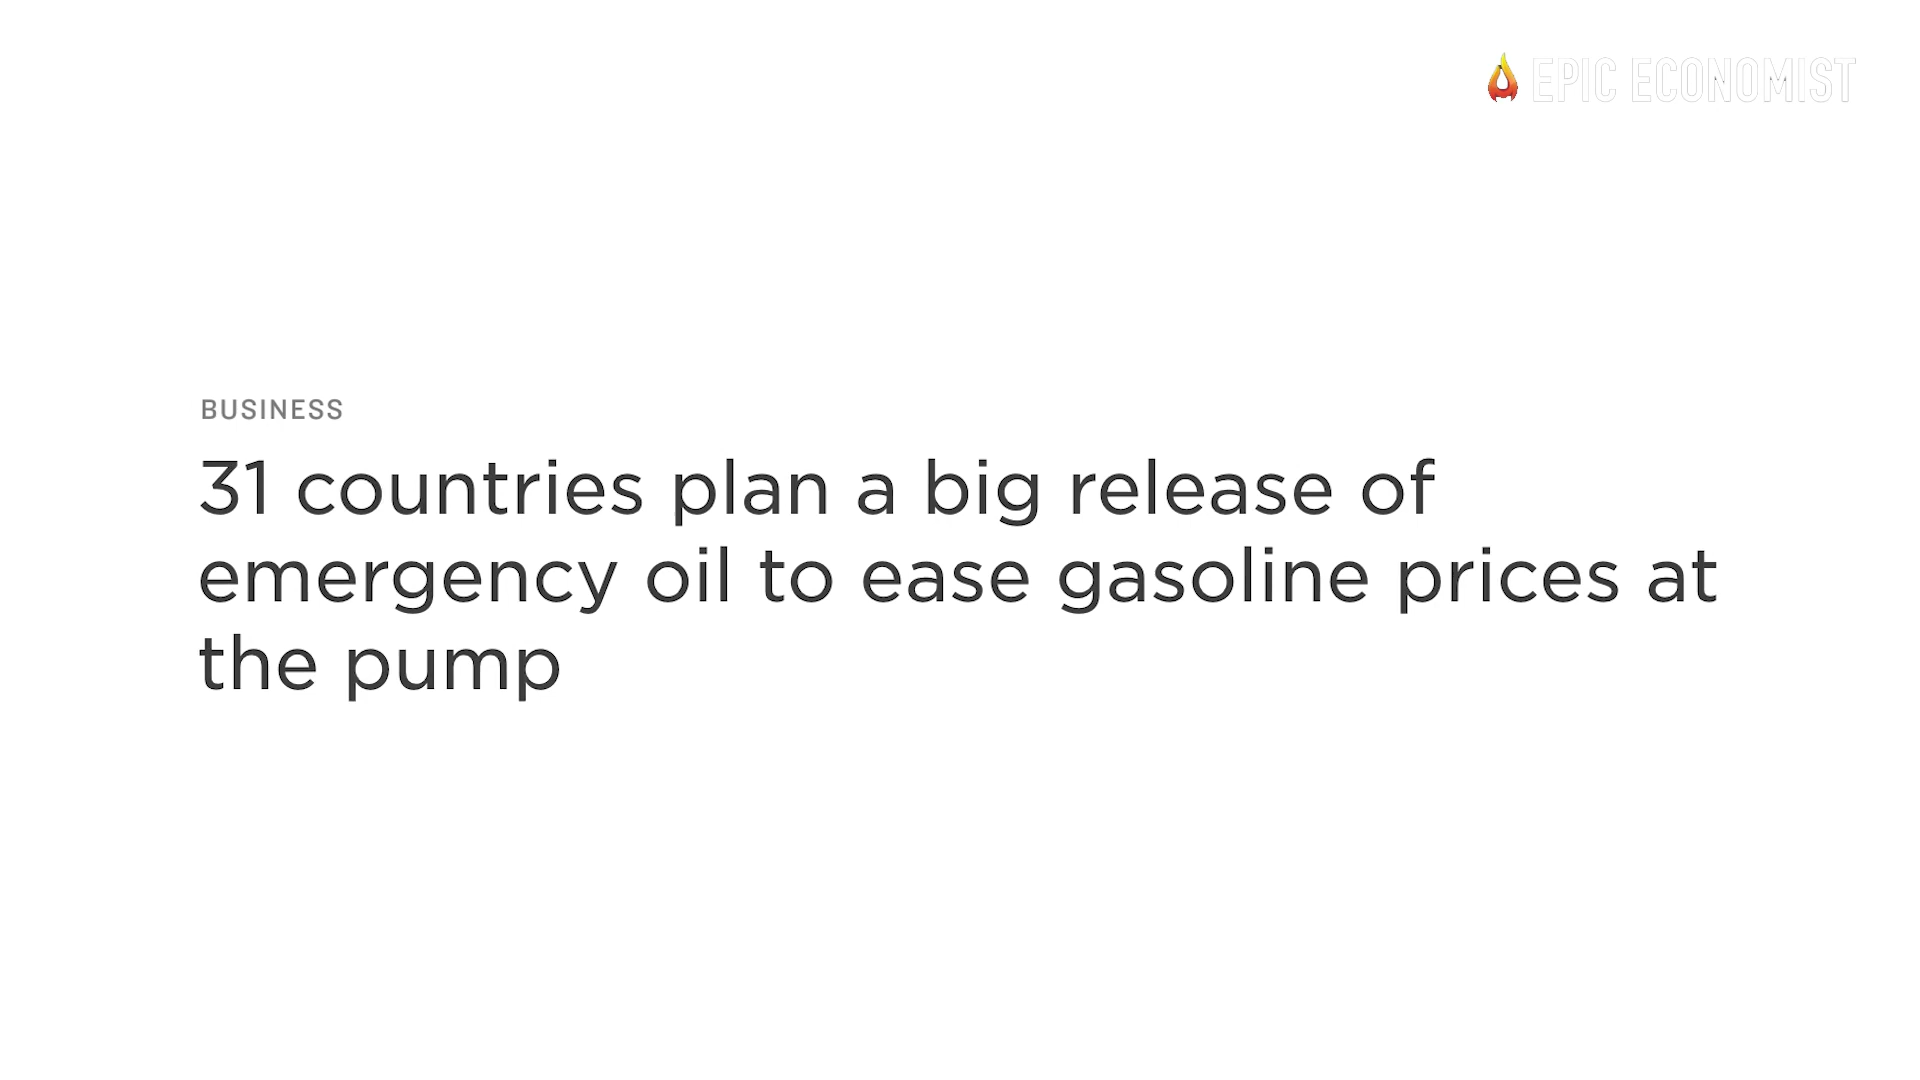 EPIC ECONOMIST
BUSINESS
31 countries plan a big release of
emergency oil to ease gasoline prices at
the pump